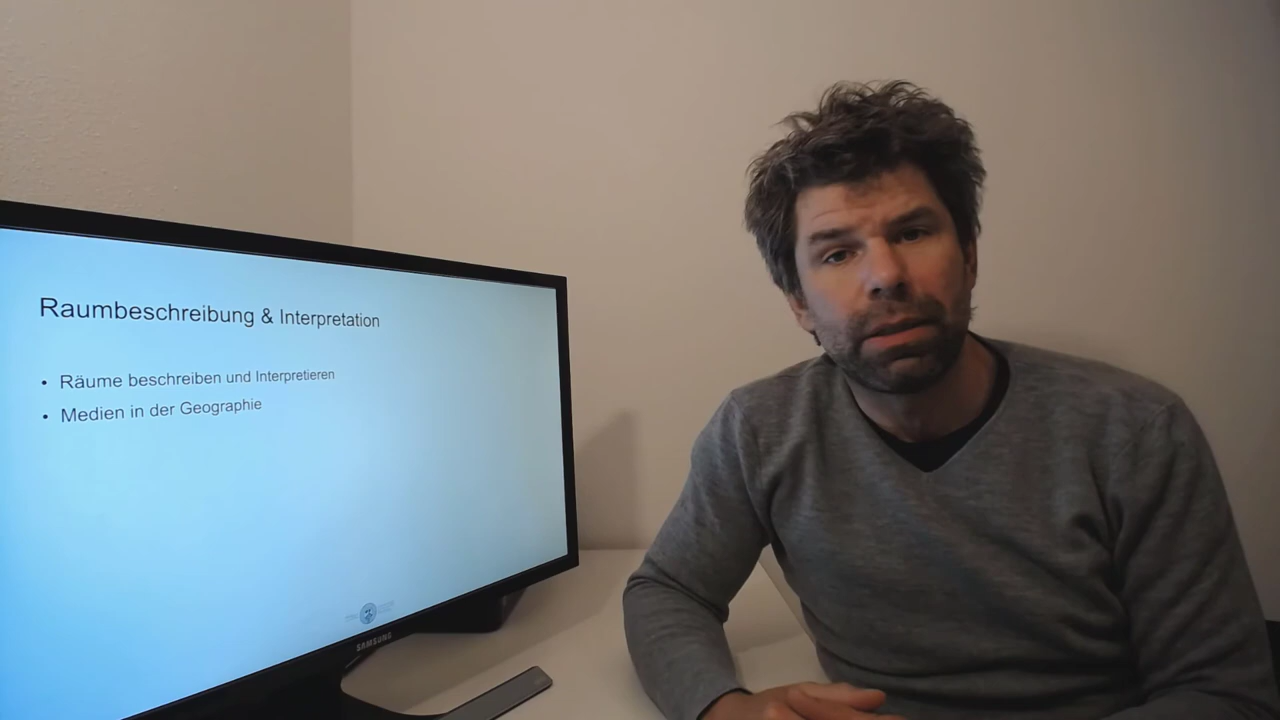 Raumbeschreibung & Interpretation
• Räume beschreiben und Interpretieren
• Medien in der Geographie
SAMSUNG